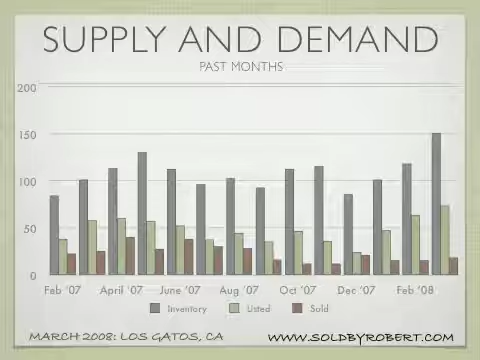 SUPPLY AND DEMAND
PAST MONTHS
200
150
100
50
0
Feb '07 April '07 June '07 Aug '07 Oct '07 Dec '07 Feb '08
Inventory Listed Sold
MARCH 2008: LOS GATOS, CA WWW.SOLDBYROBERT.COM